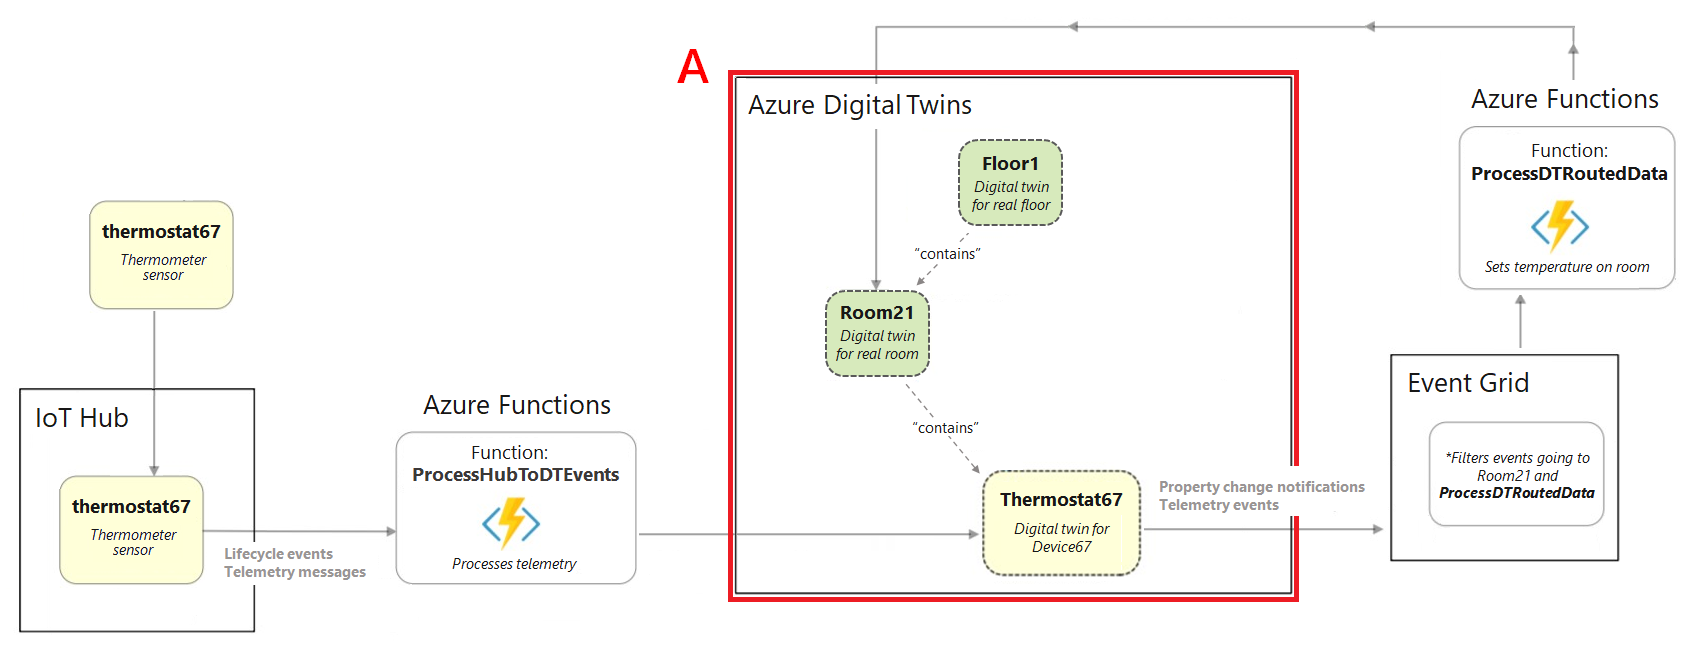 A
Azure Digital Twins
Floor1
Digital twin
for real floor
"contains"
Room21
Digital twin
for real room
"contains"
Thermostat67
Digital twin for
Device67
thermostat67
Thermometer
sensor
IoT Hub
thermostat67
Thermometer
sensor
Lifecycle events
Telemetry messages
Azure Functions
Function:
ProcessHubToDTEvents
Processes telemetry
Property change notifications
Telemetry events
Event Grid
*Filters events going to
Room21 and
ProcessDTRoutedData
Azure Functions
Function:
ProcessDTRoutedData
Sets temperature on room